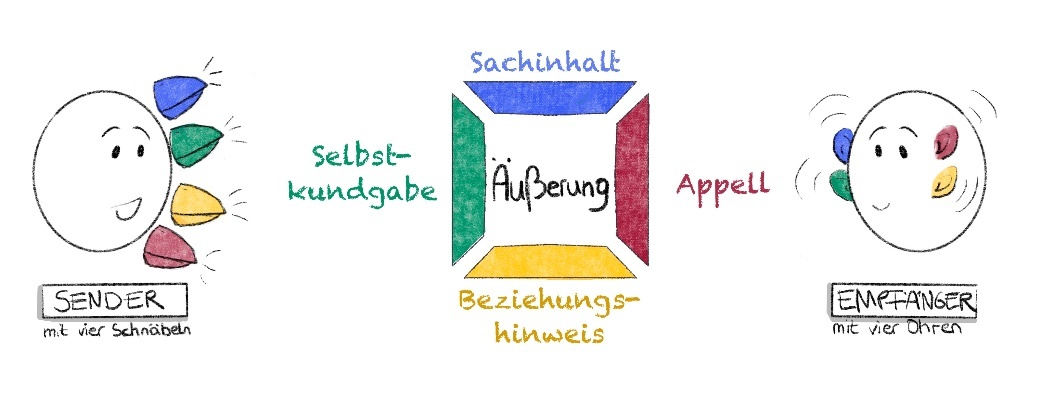 Sachinhalt
Selbst-
kundgabe
Äußerung
Appell
Beziehungs-
hinweis
SENDER
mit vier Schnäbeln
EMPFÄNGER
mit vier Ohren